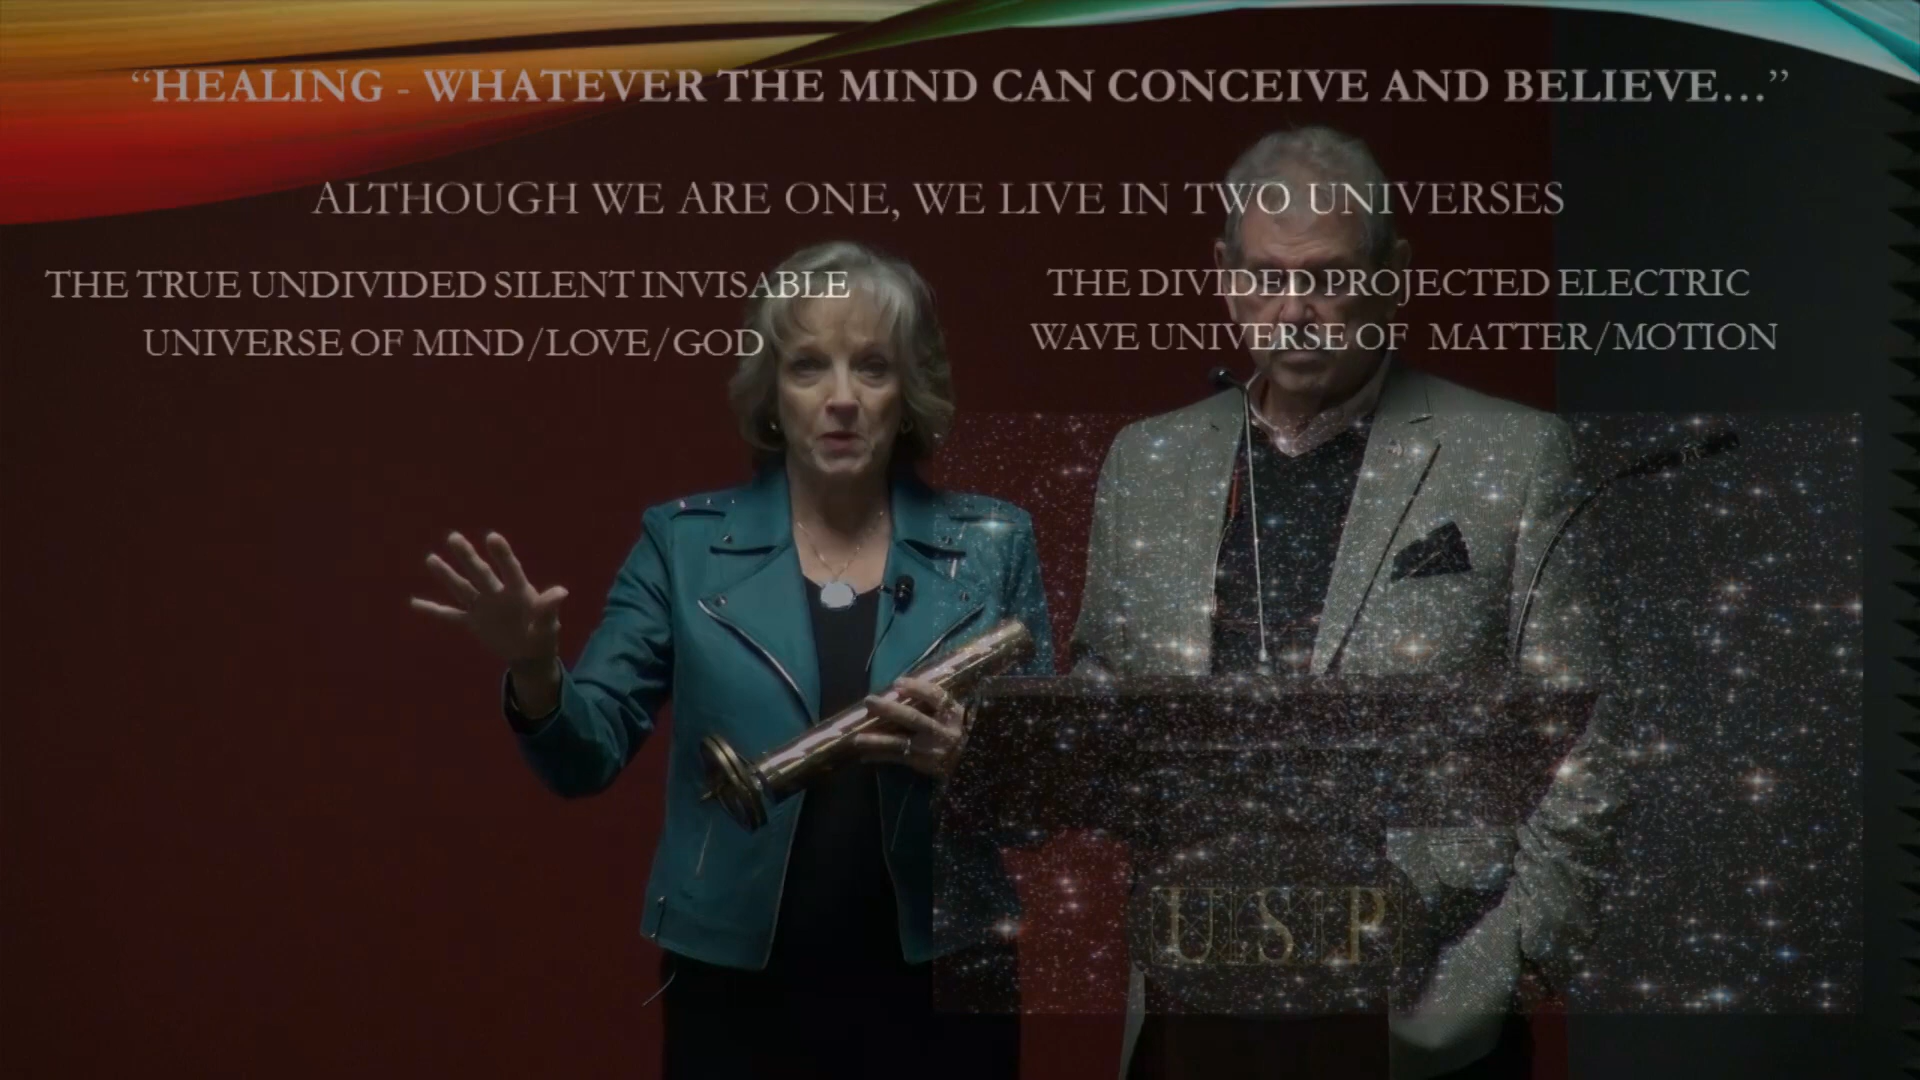 “HEALING - WHATEVER THE MIND CAN CONCEIVE AND BELIEVE...”
ALTHOUGH WE ARE ONE, WE LIVE IN TWO UNIVERSES
THE TRUE UNDIVIDED SILENT INVISABLE
UNIVERSE OF MIND/LOVE/GOD
THE DIVIDED PROJECTED ELECTRIC
WAVE UNIVERSE OF MATTER/MOTION
U.S.P